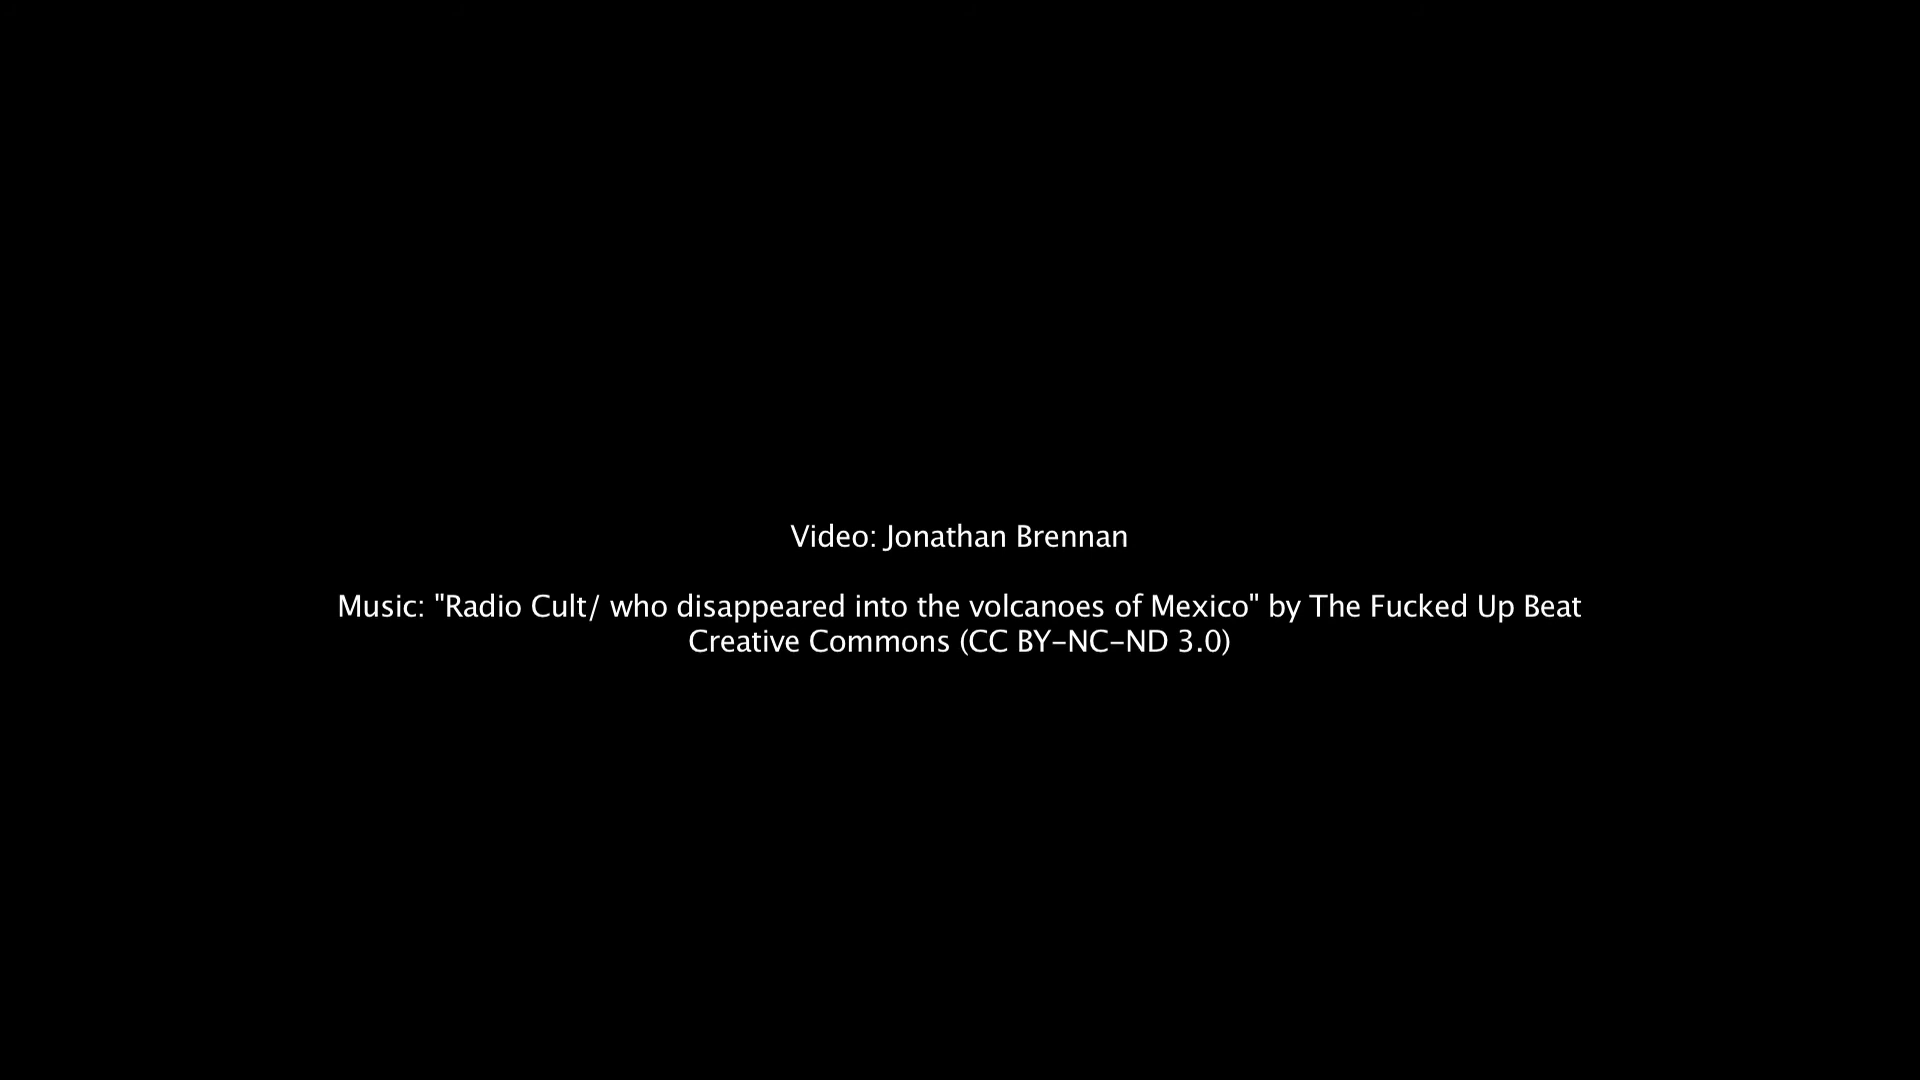 Video: Jonathan Brennan
Music: "Radio Cult/ who disappeared into the volcanoes of Mexico" by The Fucked Up Beat
Creative Commons (CC BY-NC-ND 3.0)